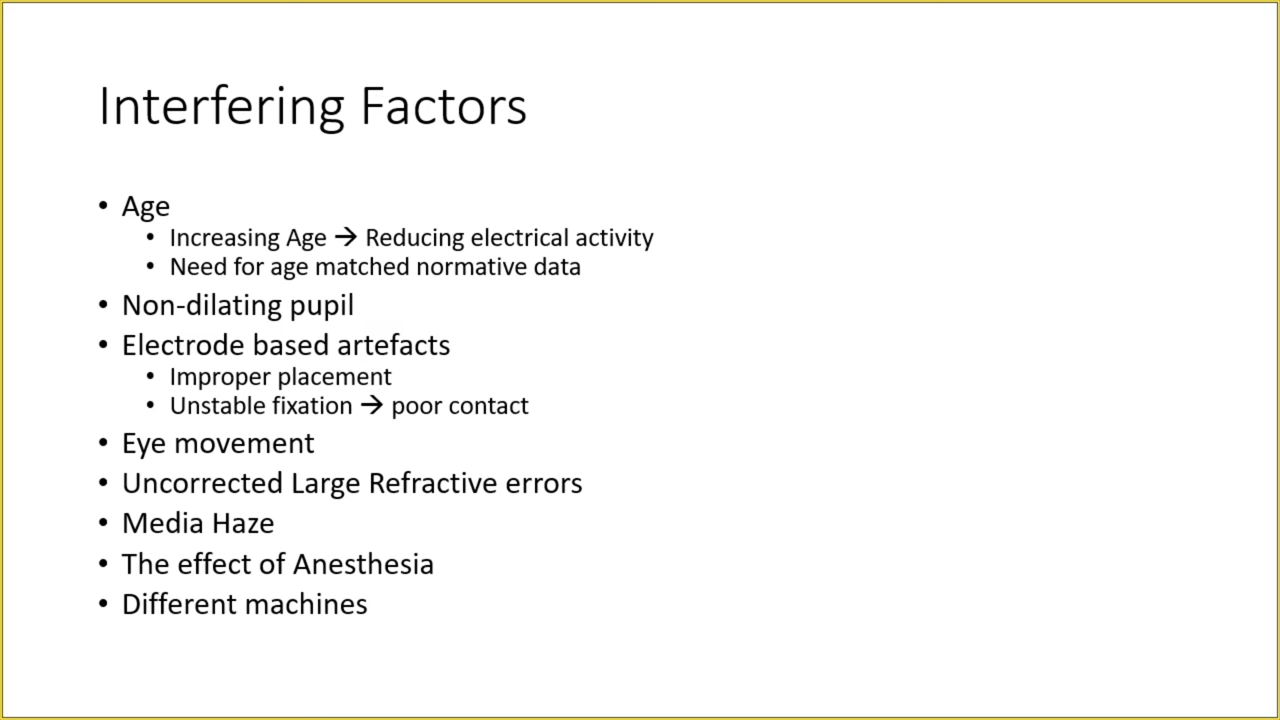 Interfering Factors
• Age
• Increasing Age → Reducing electrical activity
• Need for age matched normative data
• Non-dilating pupil
• Electrode based artefacts
• Improper placement
• Unstable fixation → poor contact
• Eye movement
• Uncorrected Large Refractive errors
• Media Haze
• The effect of Anesthesia
• Different machines